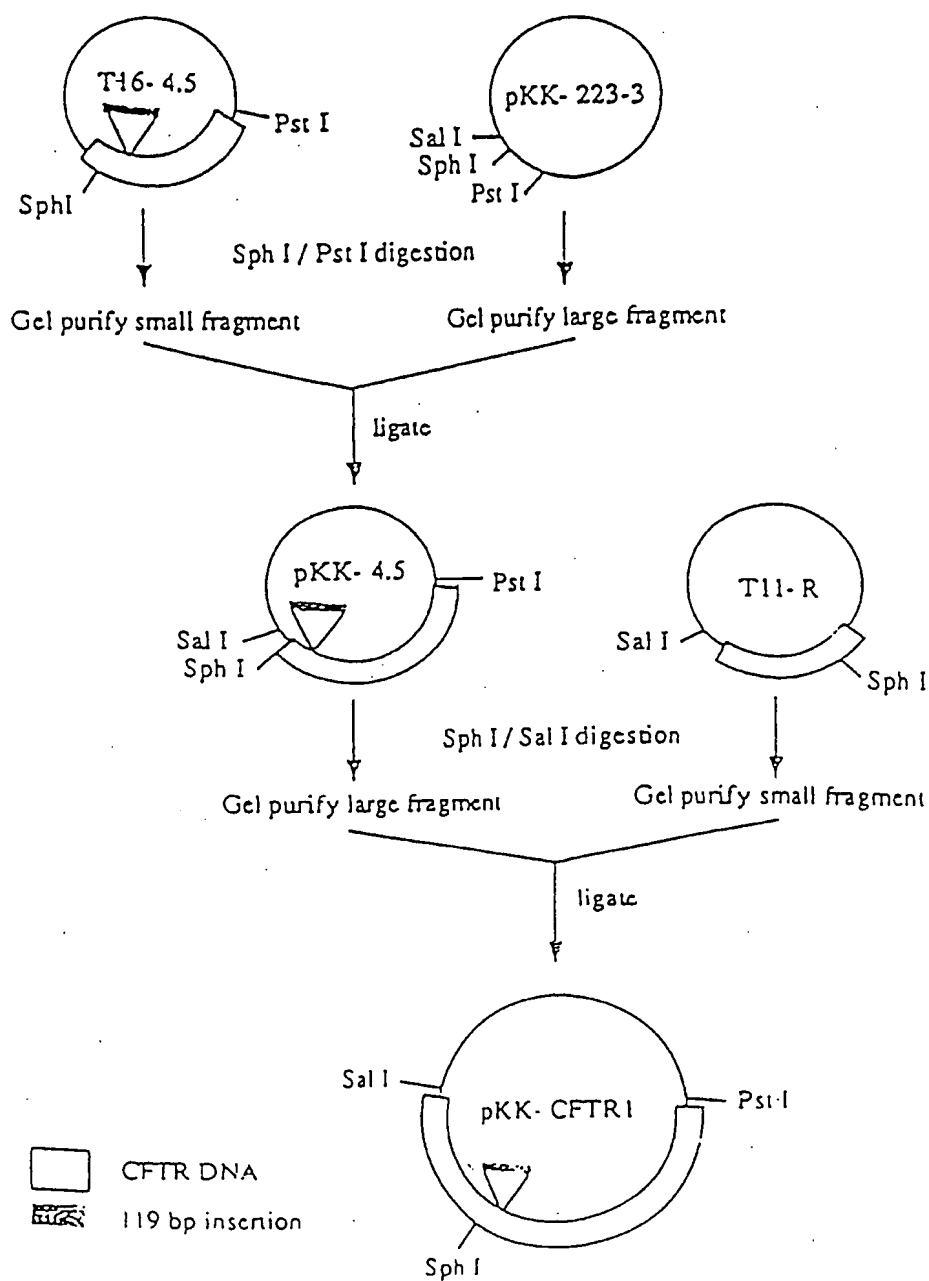 T16-4.5
pKK-223-3
Pst I
Sal I
Sph I
Pst I
SphI
Sph I / Pst I digestion
Gel purify small fragment
Gel purify large fragment
ligate
pKK-4.5
Pst I
T11-R
Sal I
Sph I
Sal I
Sph I
Sph I / Sal I digestion
Gel purify large fragment
Gel purify small fragment
ligate
Sal I
Pst I
pKK-CFTR1
CFTR DNA
119 bp insertion
Sph I